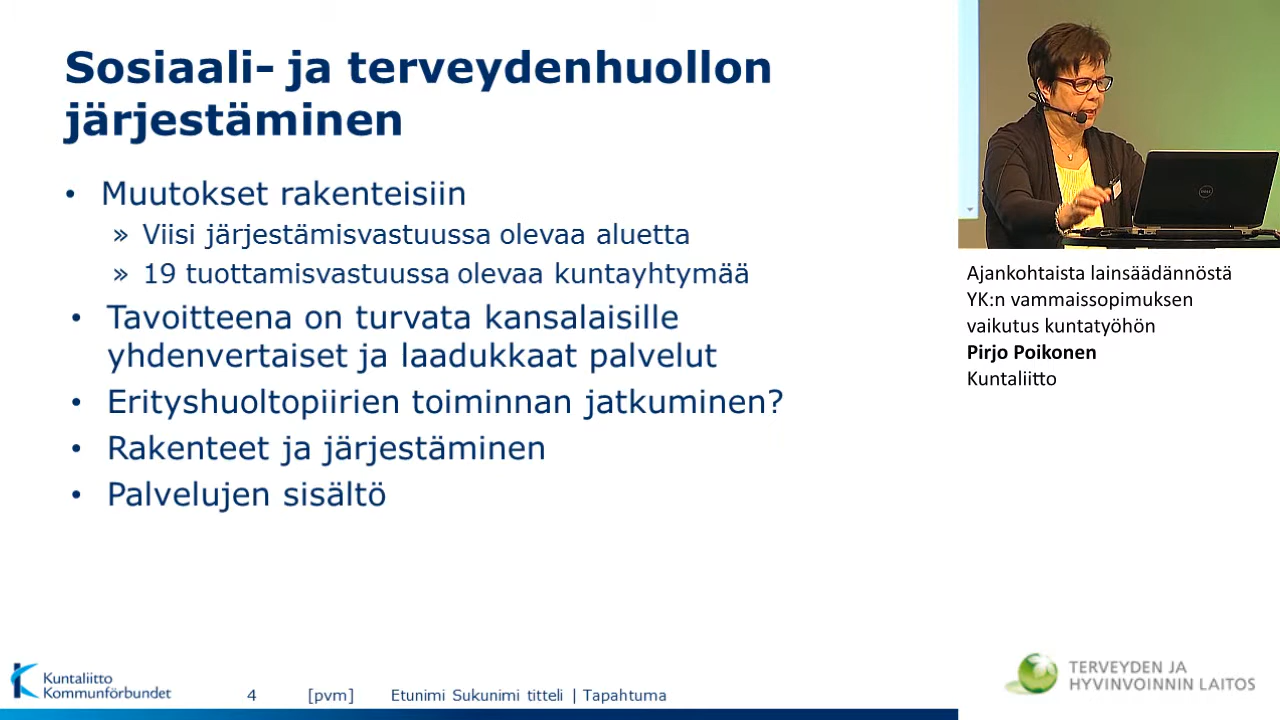 Sosiaali- ja terveydenhuollon
järjestäminen
• Muutokset rakenteisiin
» Viisi järjestämisvastuussa olevaa aluetta
» 19 tuottamisvastuussa olevaa kuntayhtymää
• Tavoitteena on turvata kansalaisille
yhdenvertaiset ja laadukkaat palvelut
• Erityshuoltopiirien toiminnan jatkuminen?
• Rakenteet ja järjestäminen
• Palvelujen sisältö
Ajankohtaista lainsäädännöstä
YK:n vammaissopimuksen
vaikutus kuntatyöhön
Pirjo Poikonen
Kuntaliitto
Kuntaliitto
Kommunförbundet
4 [pvm] Etunimi Sukunimi titteli | Tapahtuma
TERVEYDEN JA
HYVINVOINNIN LAITOS
DELL